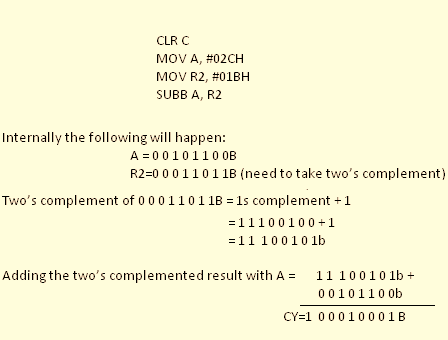 CLR C
MOV A, #02CH
MOV R2, #01BH
SUBB A, R2
Internally the following will happen:
A = 0 0 1 0 1 1 0 0B
R2=0 0 0 1 1 0 1 1B (need to take two's complement)
Two's complement of 0 0 0 1 1 0 1 1B = 1s complement + 1
= 1 1 1 0 0 1 0 0 + 1
= 1 1 1 0 0 1 0 1b
Adding the two's complemented result with A = 1 1 1 0 0 1 0 1b +
0 0 1 0 1 1 0 0b
CY=1 0 0 0 1 0 0 0 1 B